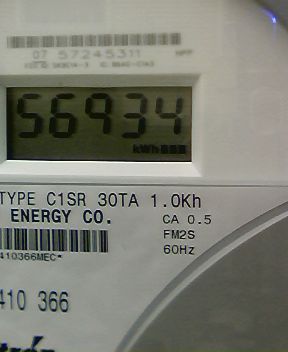 07 57245311
56934
kWh
TYPE C1SR 30TA 1.0Kh
ENERGY CO.
CA 0.5
FM2S
60Hz
410366MEC*
410 366